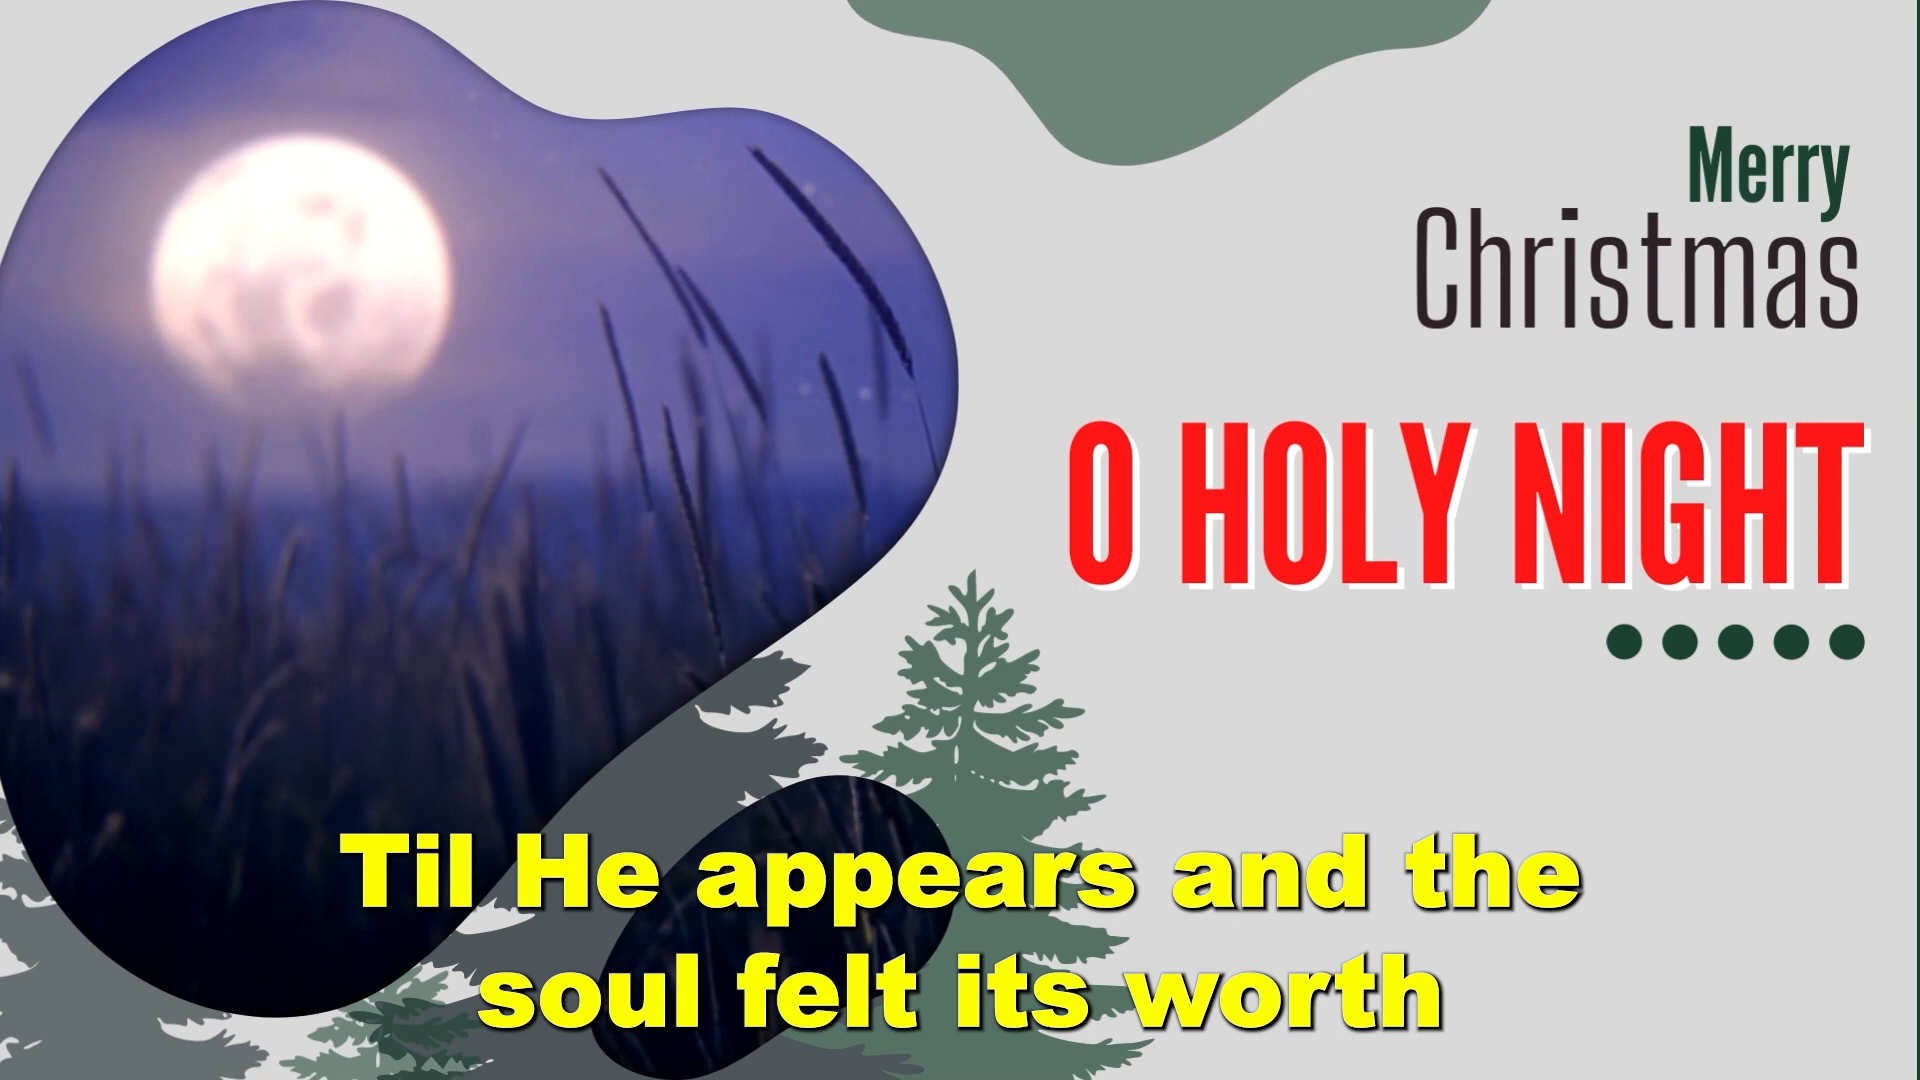 Merry
Christmas
O HOLY NIGHT
Til He appears and the
soul felt its worth